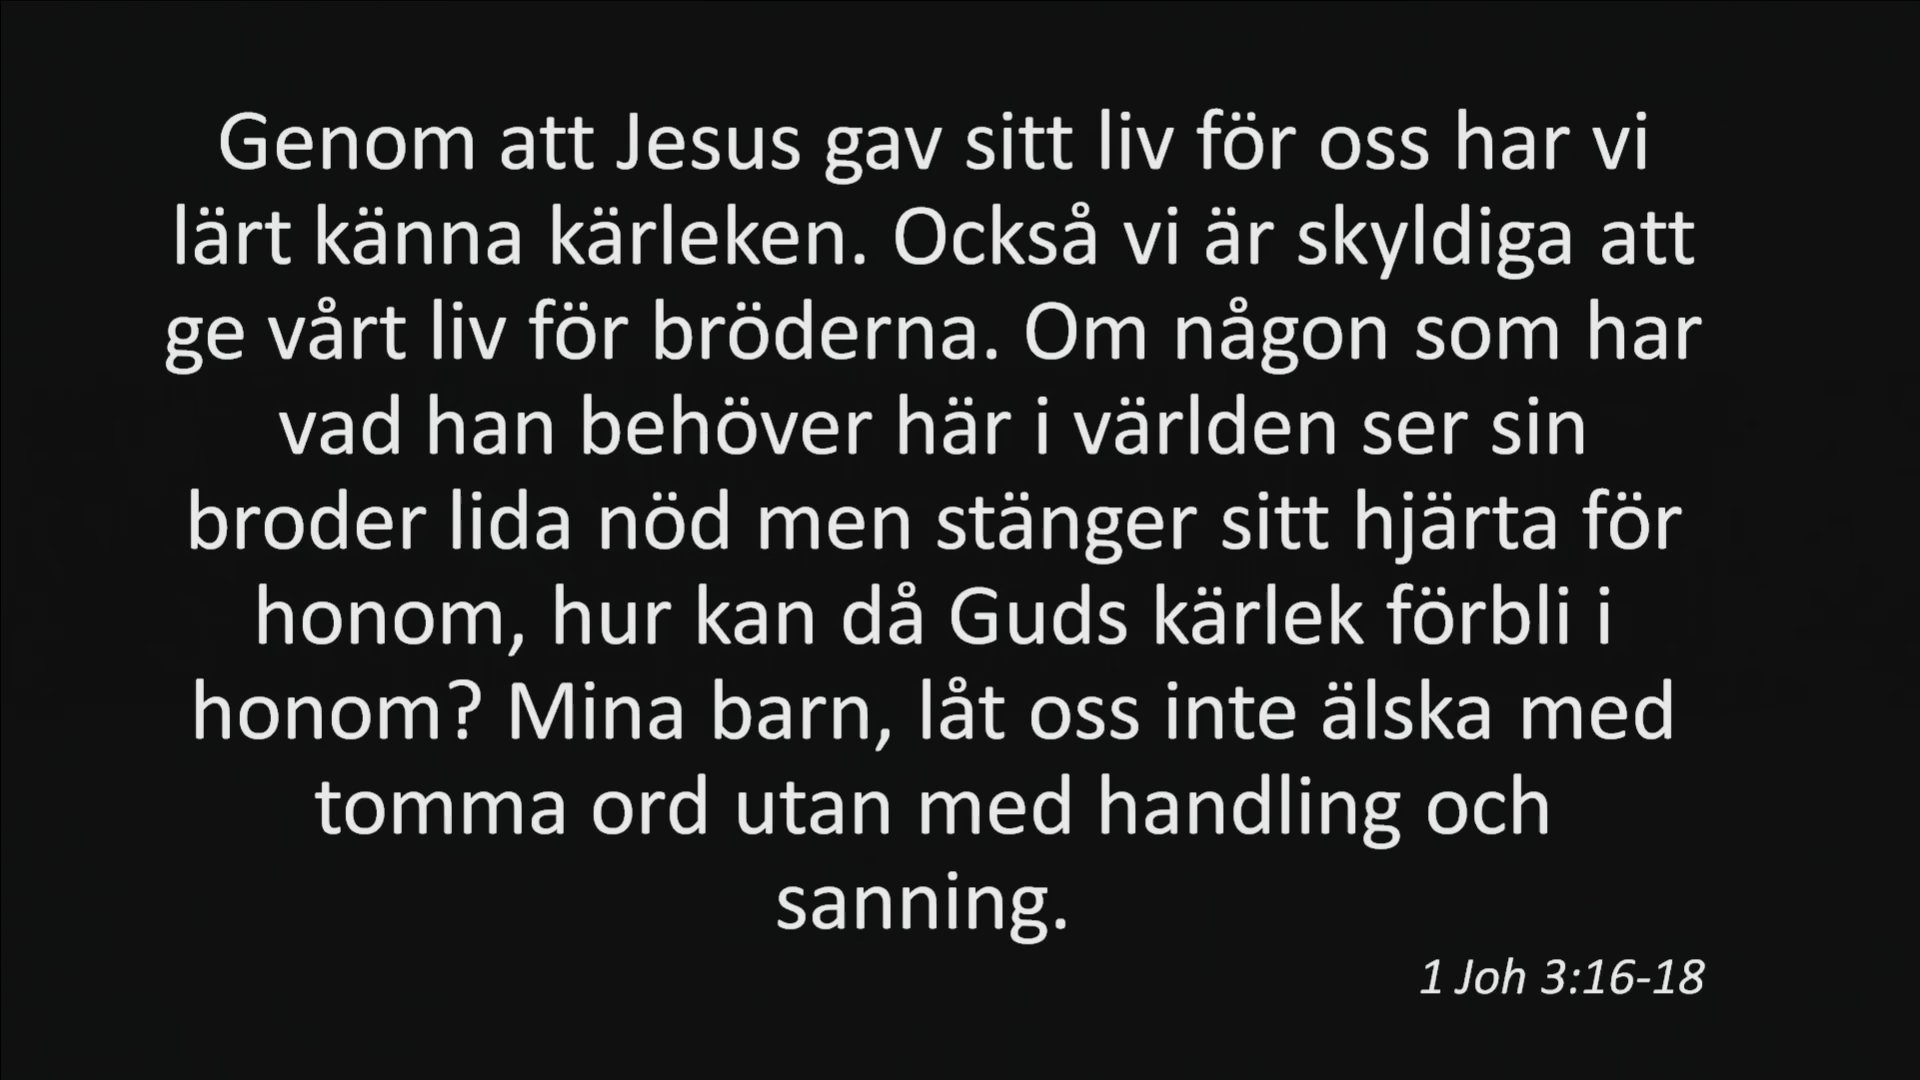 Genom att Jesus gav sitt liv för oss har vi
lärt känna kärleken. Också vi är skyldiga att
ge vårt liv för bröderna. Om någon som har
vad han behöver här i världen ser sin
broder lida nöd men stänger sitt hjärta för
honom, hur kan då Guds kärlek förbli i
honom? Mina barn, låt oss inte älska med
tomma ord utan med handling och
sanning.
1 Joh 3:16-18